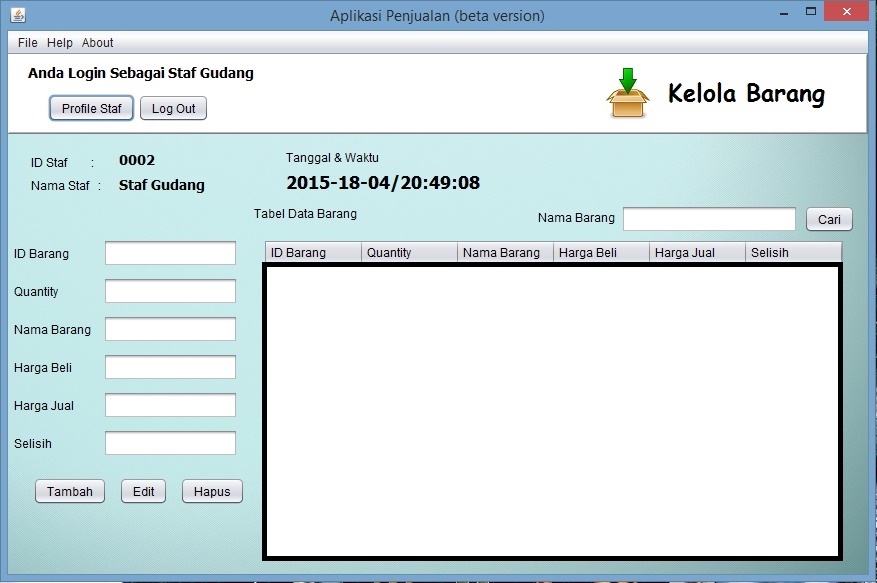 Aplikasi Penjualan (beta version)
File Help About
Anda Login Sebagai Staf Gudang
Profile Staf Log Out
Kelola Barang
ID Staf : 0002
Nama Staf : Staf Gudang
Tanggal & Waktu
2015-18-04/20:49:08
Tabel Data Barang
Nama Barang Cari
ID Barang
Quantity
Nama Barang
Harga Beli
Harga Jual
Selisih
Tambah Edit Hapus
ID Barang Quantity Nama Barang Harga Beli Harga Jual Selisih